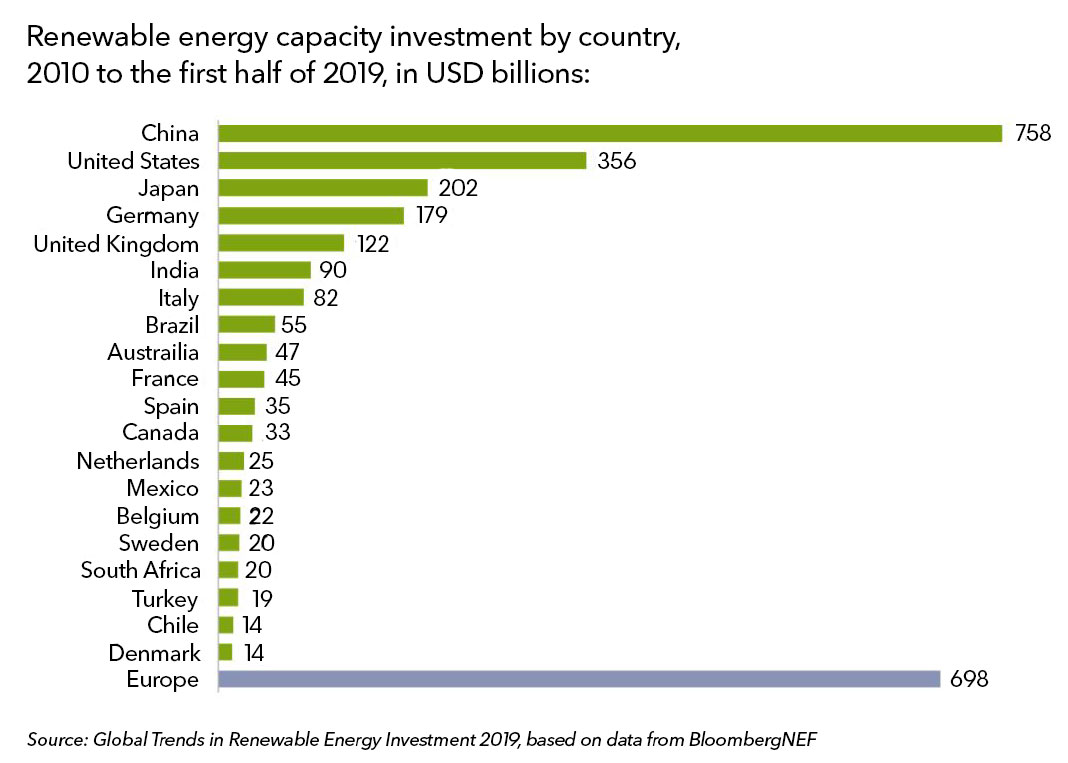 Renewable energy capacity investment by country,
2010 to the first half of 2019, in USD billions:
China 758
United States 356
Japan 202
Germany 179
United Kingdom 122
India 90
Italy 82
Brazil 55
Austrailia 47
France 45
Spain 35
Canada 33
Netherlands 25
Mexico 23
Belgium 22
Sweden 20
South Africa 20
Turkey 19
Chile 14
Denmark 14
Europe 698
Source: Global Trends in Renewable Energy Investment 2019, based on data from BloombergNEF